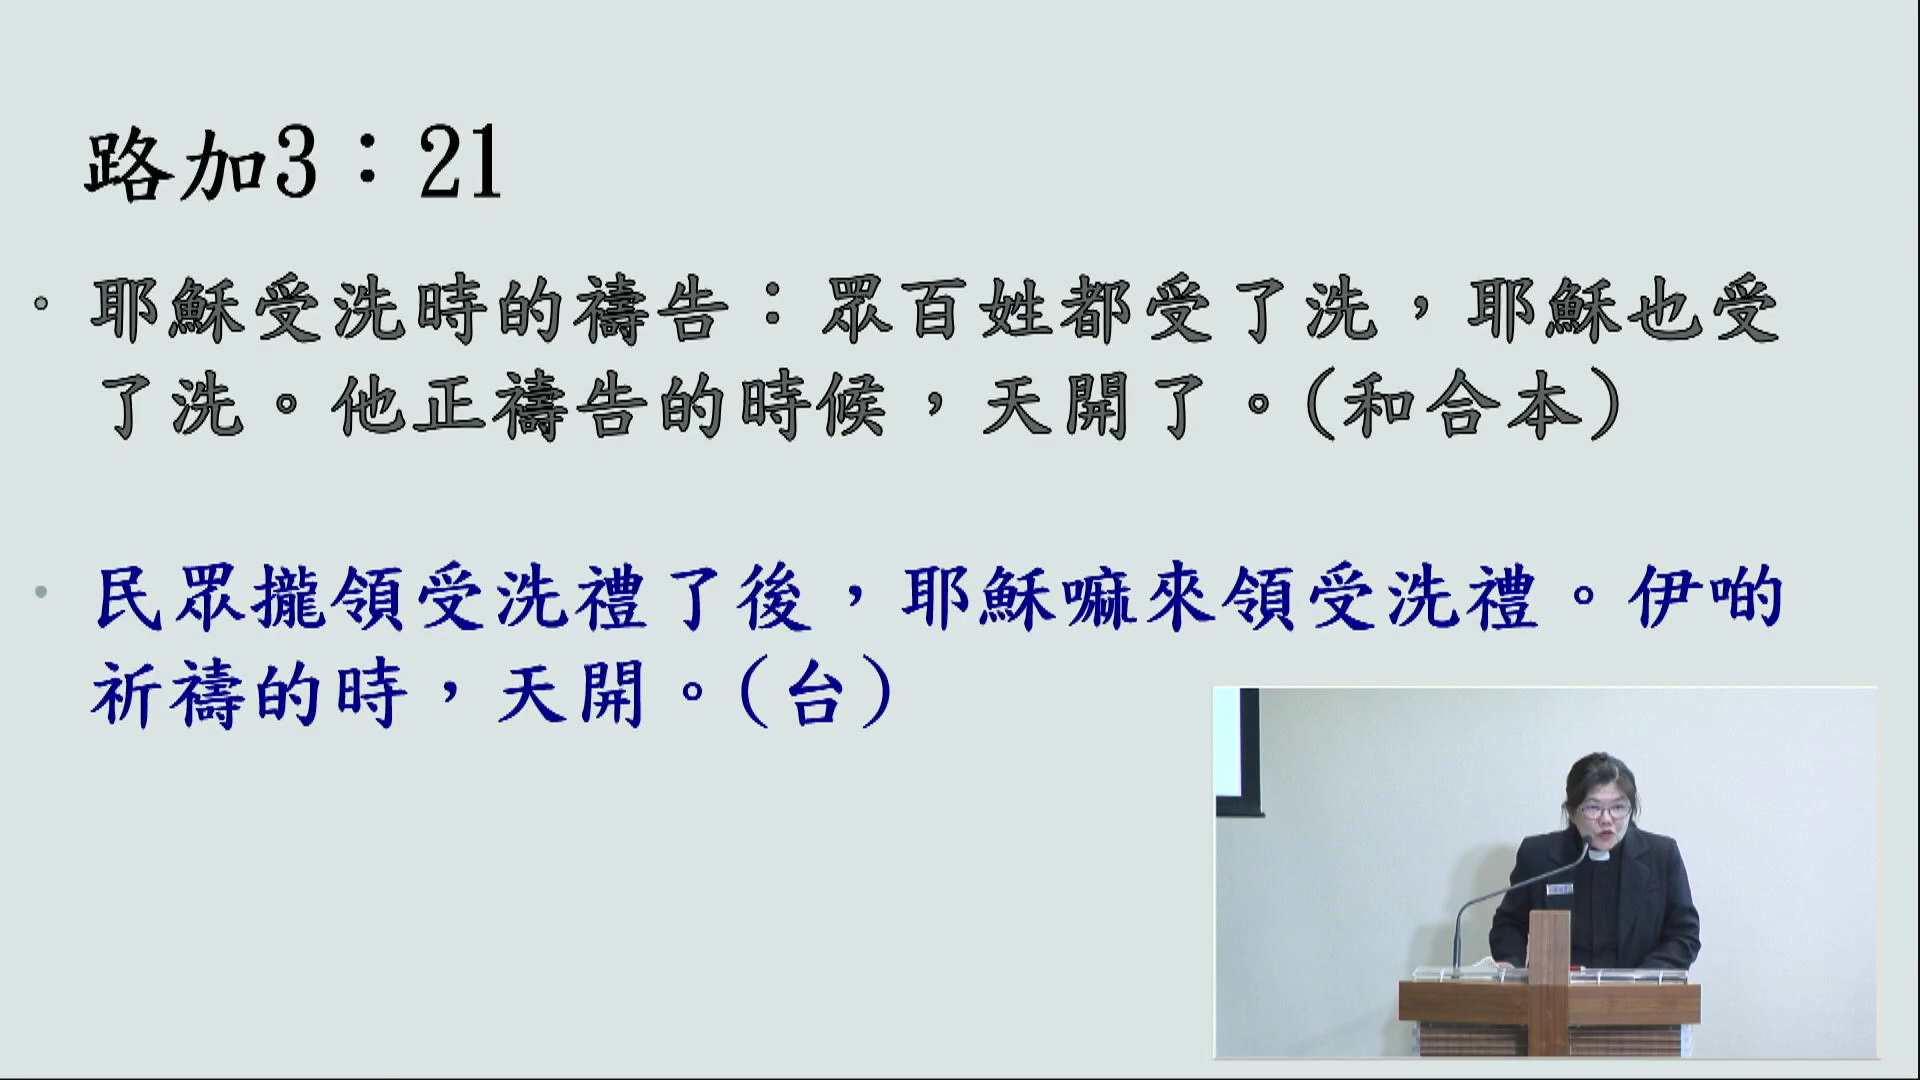 路加3：21
• 耶穌受洗時的禱告：眾百姓都受了洗，耶穌也受
了洗。他正禱告的時候，天開了。(和合本)
• 民眾攏領受洗禮了後，耶穌嘛來領受洗禮。伊啲
祈禱的時，天開。(台)